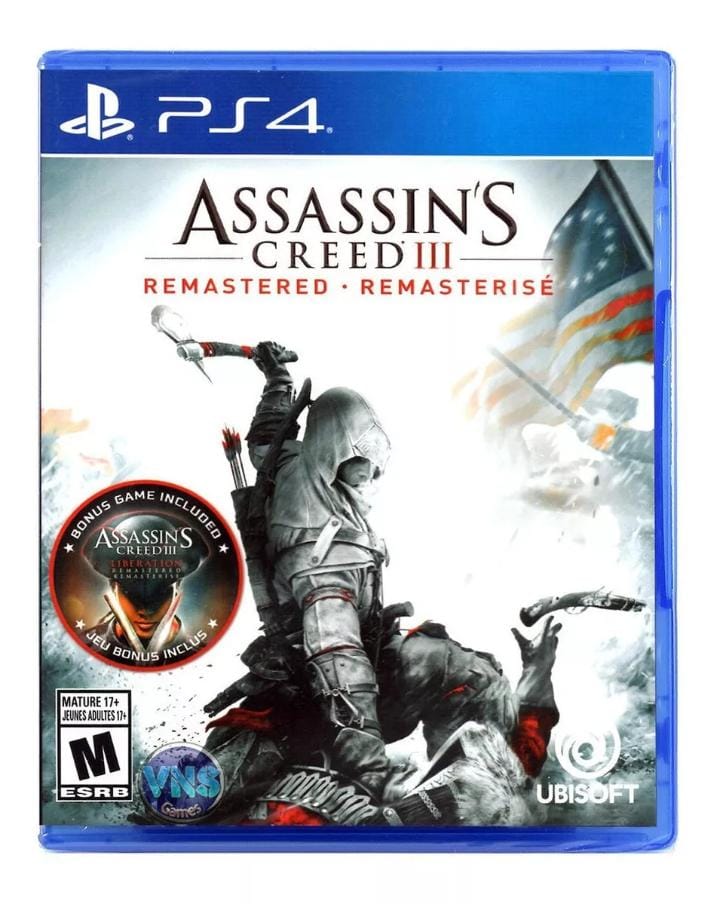 PS4
ASSASSIN'S
CREED III
REMASTERED · REMASTERISÉ
★ BONUS GAME INCLUDED ★
ASSASSIN'S
CREED III
LIBERATION
REMASTERED
REMASTERISÉ
★ JEU BONUS INCLUS ★
MATURE 17+
JEUNES ADULTES 17+
M
ESRB
VNS
Games
UBISOFT